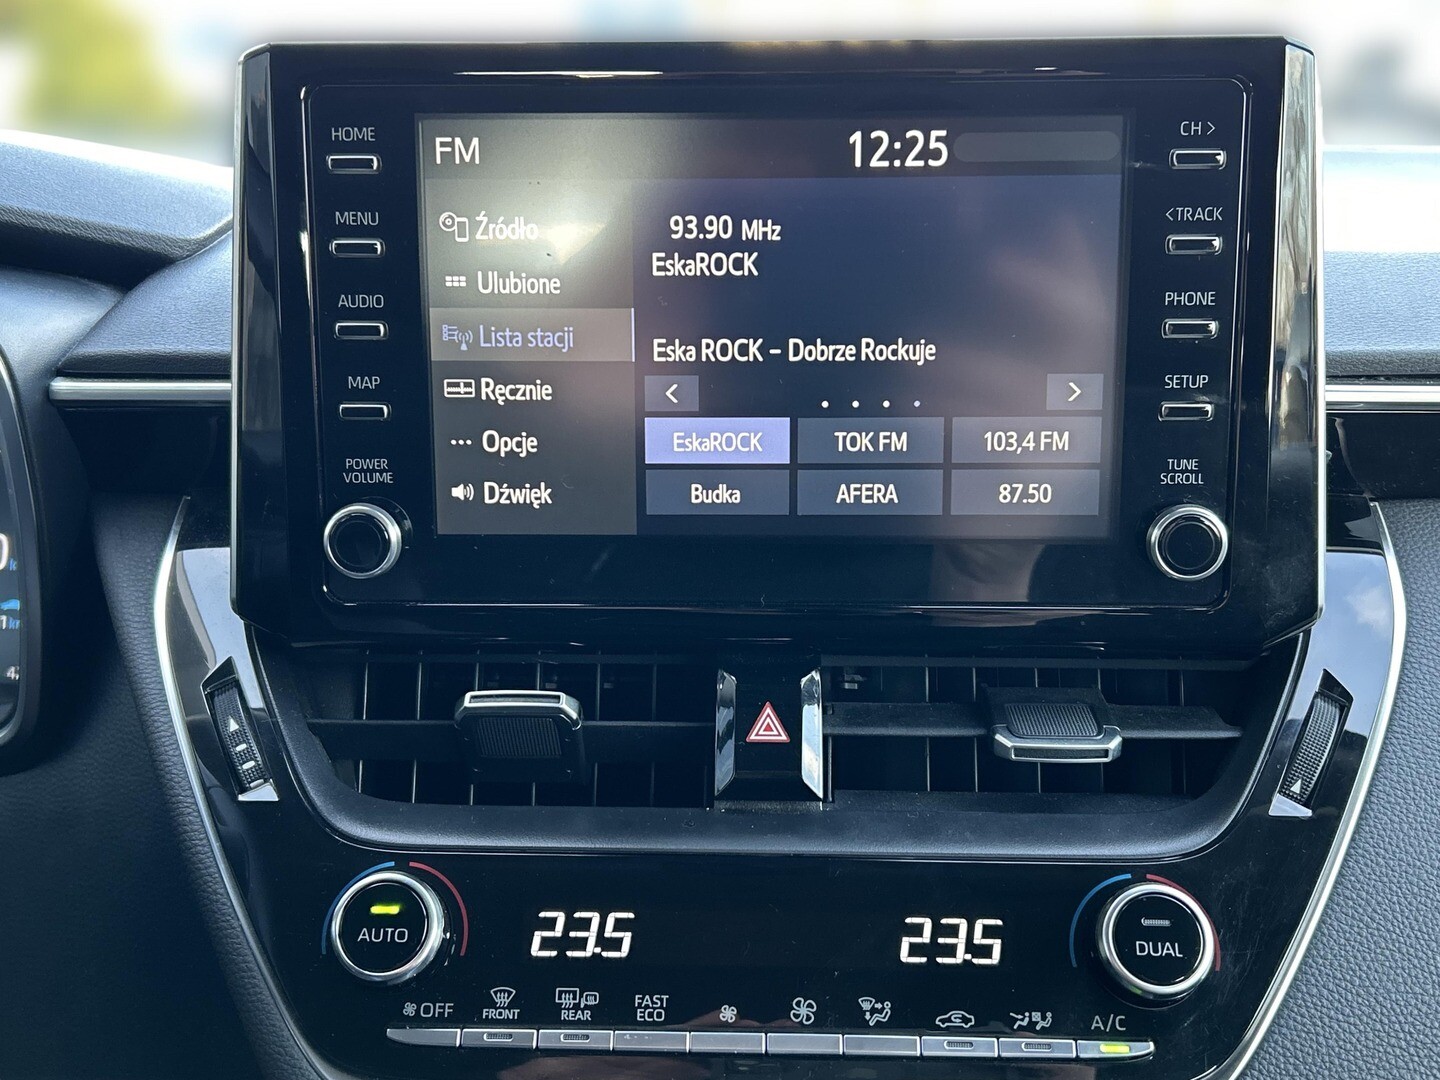 HOME
MENU
AUDIO
MAP
POWER
VOLUME
FM
12:25
Źródło
Ulubione
Lista stacji
Ręcznie
Opcje
Dźwięk
93.90 MHz
EskaROCK
Eska ROCK - Dobrze Rockuje
<
>
EskaROCK
TOK FM
103,4 FM
Budka
AFERA
87.50
CH >
<TRACK
PHONE
SETUP
TUNE
SCROLL
AUTO
23.5
23.5
DUAL
OFF
FRONT
REAR
FAST
ECO
A/C